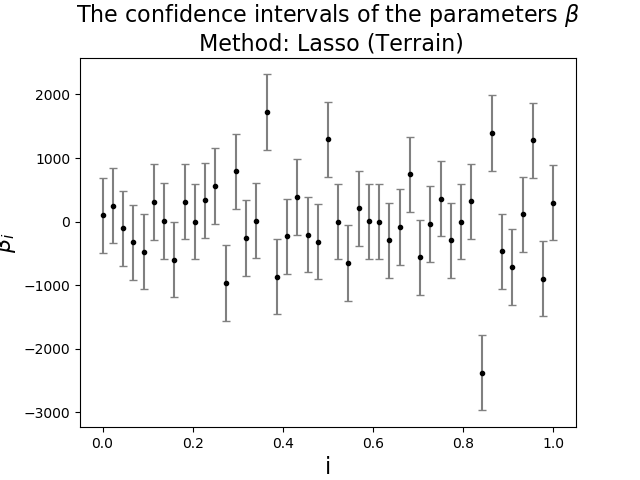 The confidence intervals of the parameters β
Method: Lasso (Terrain)
2000
1000
0
−1000
−2000
−3000
βi
0.0 0.2 0.4 0.6 0.8 1.0
i